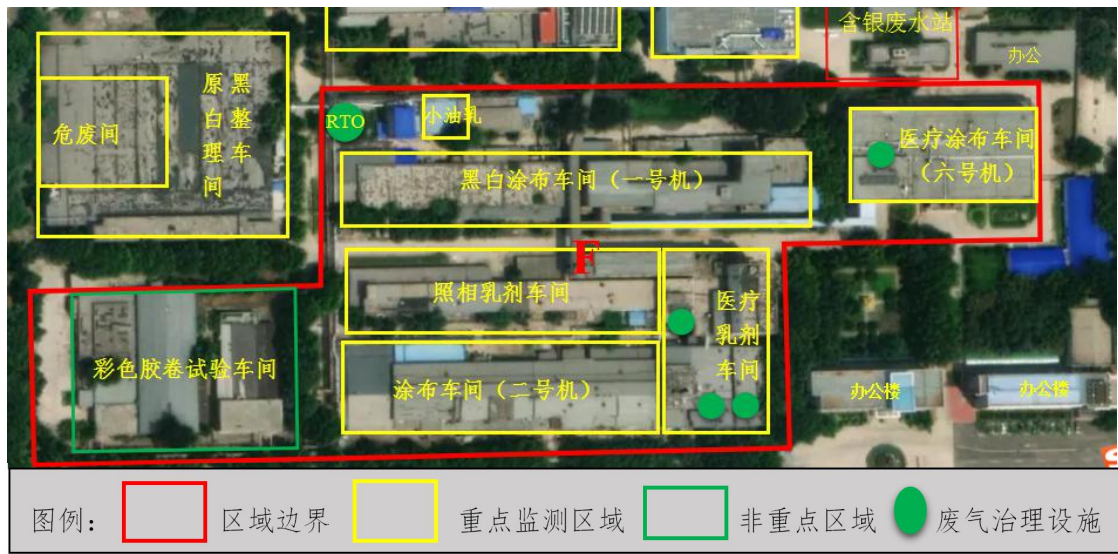 含银废水站
办公
原黑白整理车间
危废间
RTO
小油乳
医疗涂布车间
(六号机)
黑白涂布车间(一号机)
F
照相乳剂车间
医疗乳剂车间
彩色胶卷试验车间
涂布车间(二号机)
办公楼
办公楼
图例:
区域边界
重点监测区域
非重点区域
废气治理设施